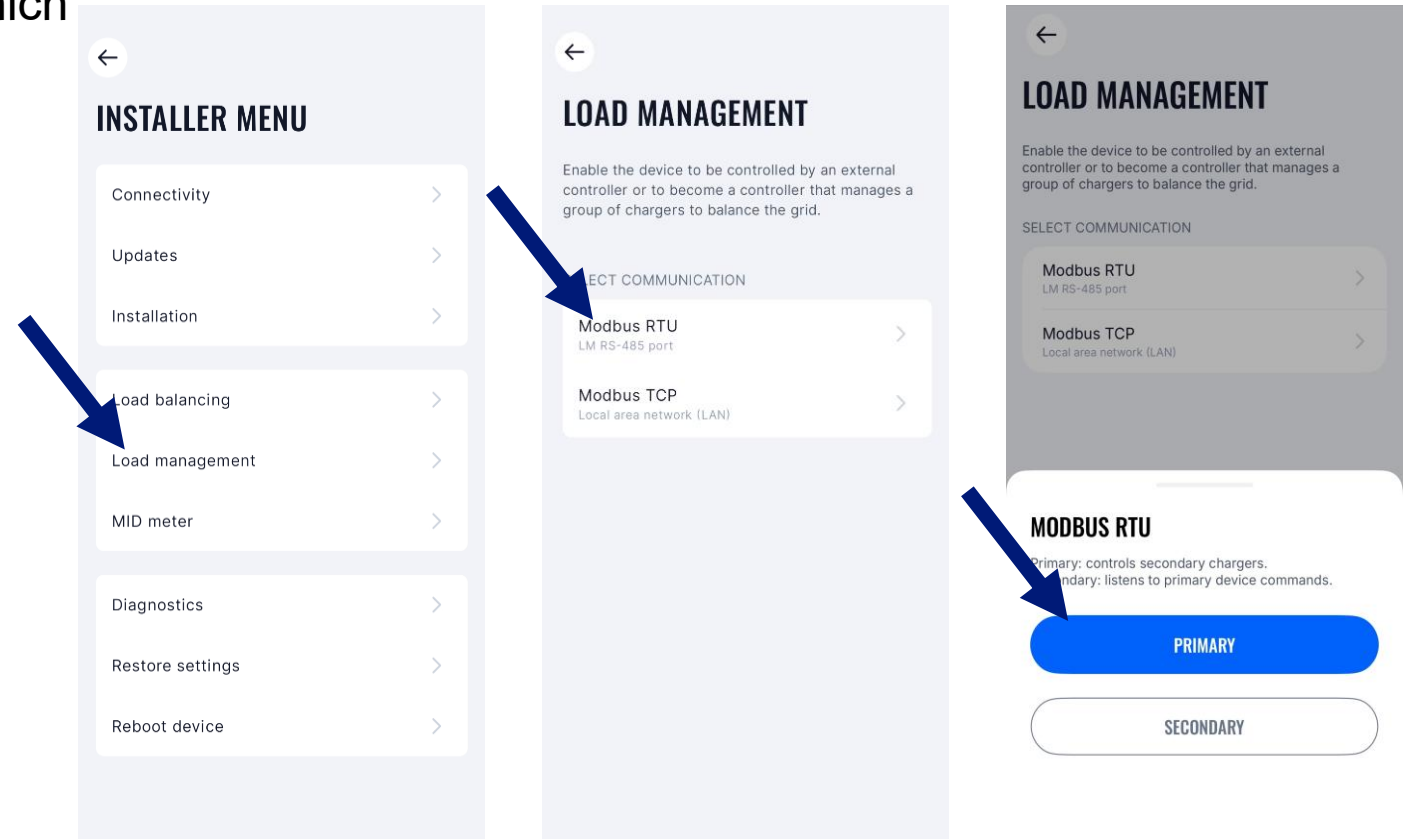 INSTALLER MENU
Connectivity
Updates
Installation
Load balancing
Load management
MID meter
Diagnostics
Restore settings
Reboot device
LOAD MANAGEMENT
Enable the device to be controlled by an external
controller or to become a controller that manages a
group of chargers to balance the grid.
ECT COMMUNICATION
Modbus RTU
LM RS-485 port
Modbus TCP
Local area network (LAN)
LOAD MANAGEMENT
Enable the device to be controlled by an external
controller or to become a controller that manages a
group of chargers to balance the grid.
SELECT COMMUNICATION
Modbus RTU
LM RS-485 port
Modbus TCP
Local area network (LAN)
MODBUS RTU
Primary: controls secondary chargers.
ndary: listens to primary device commands.
PRIMARY
SECONDARY